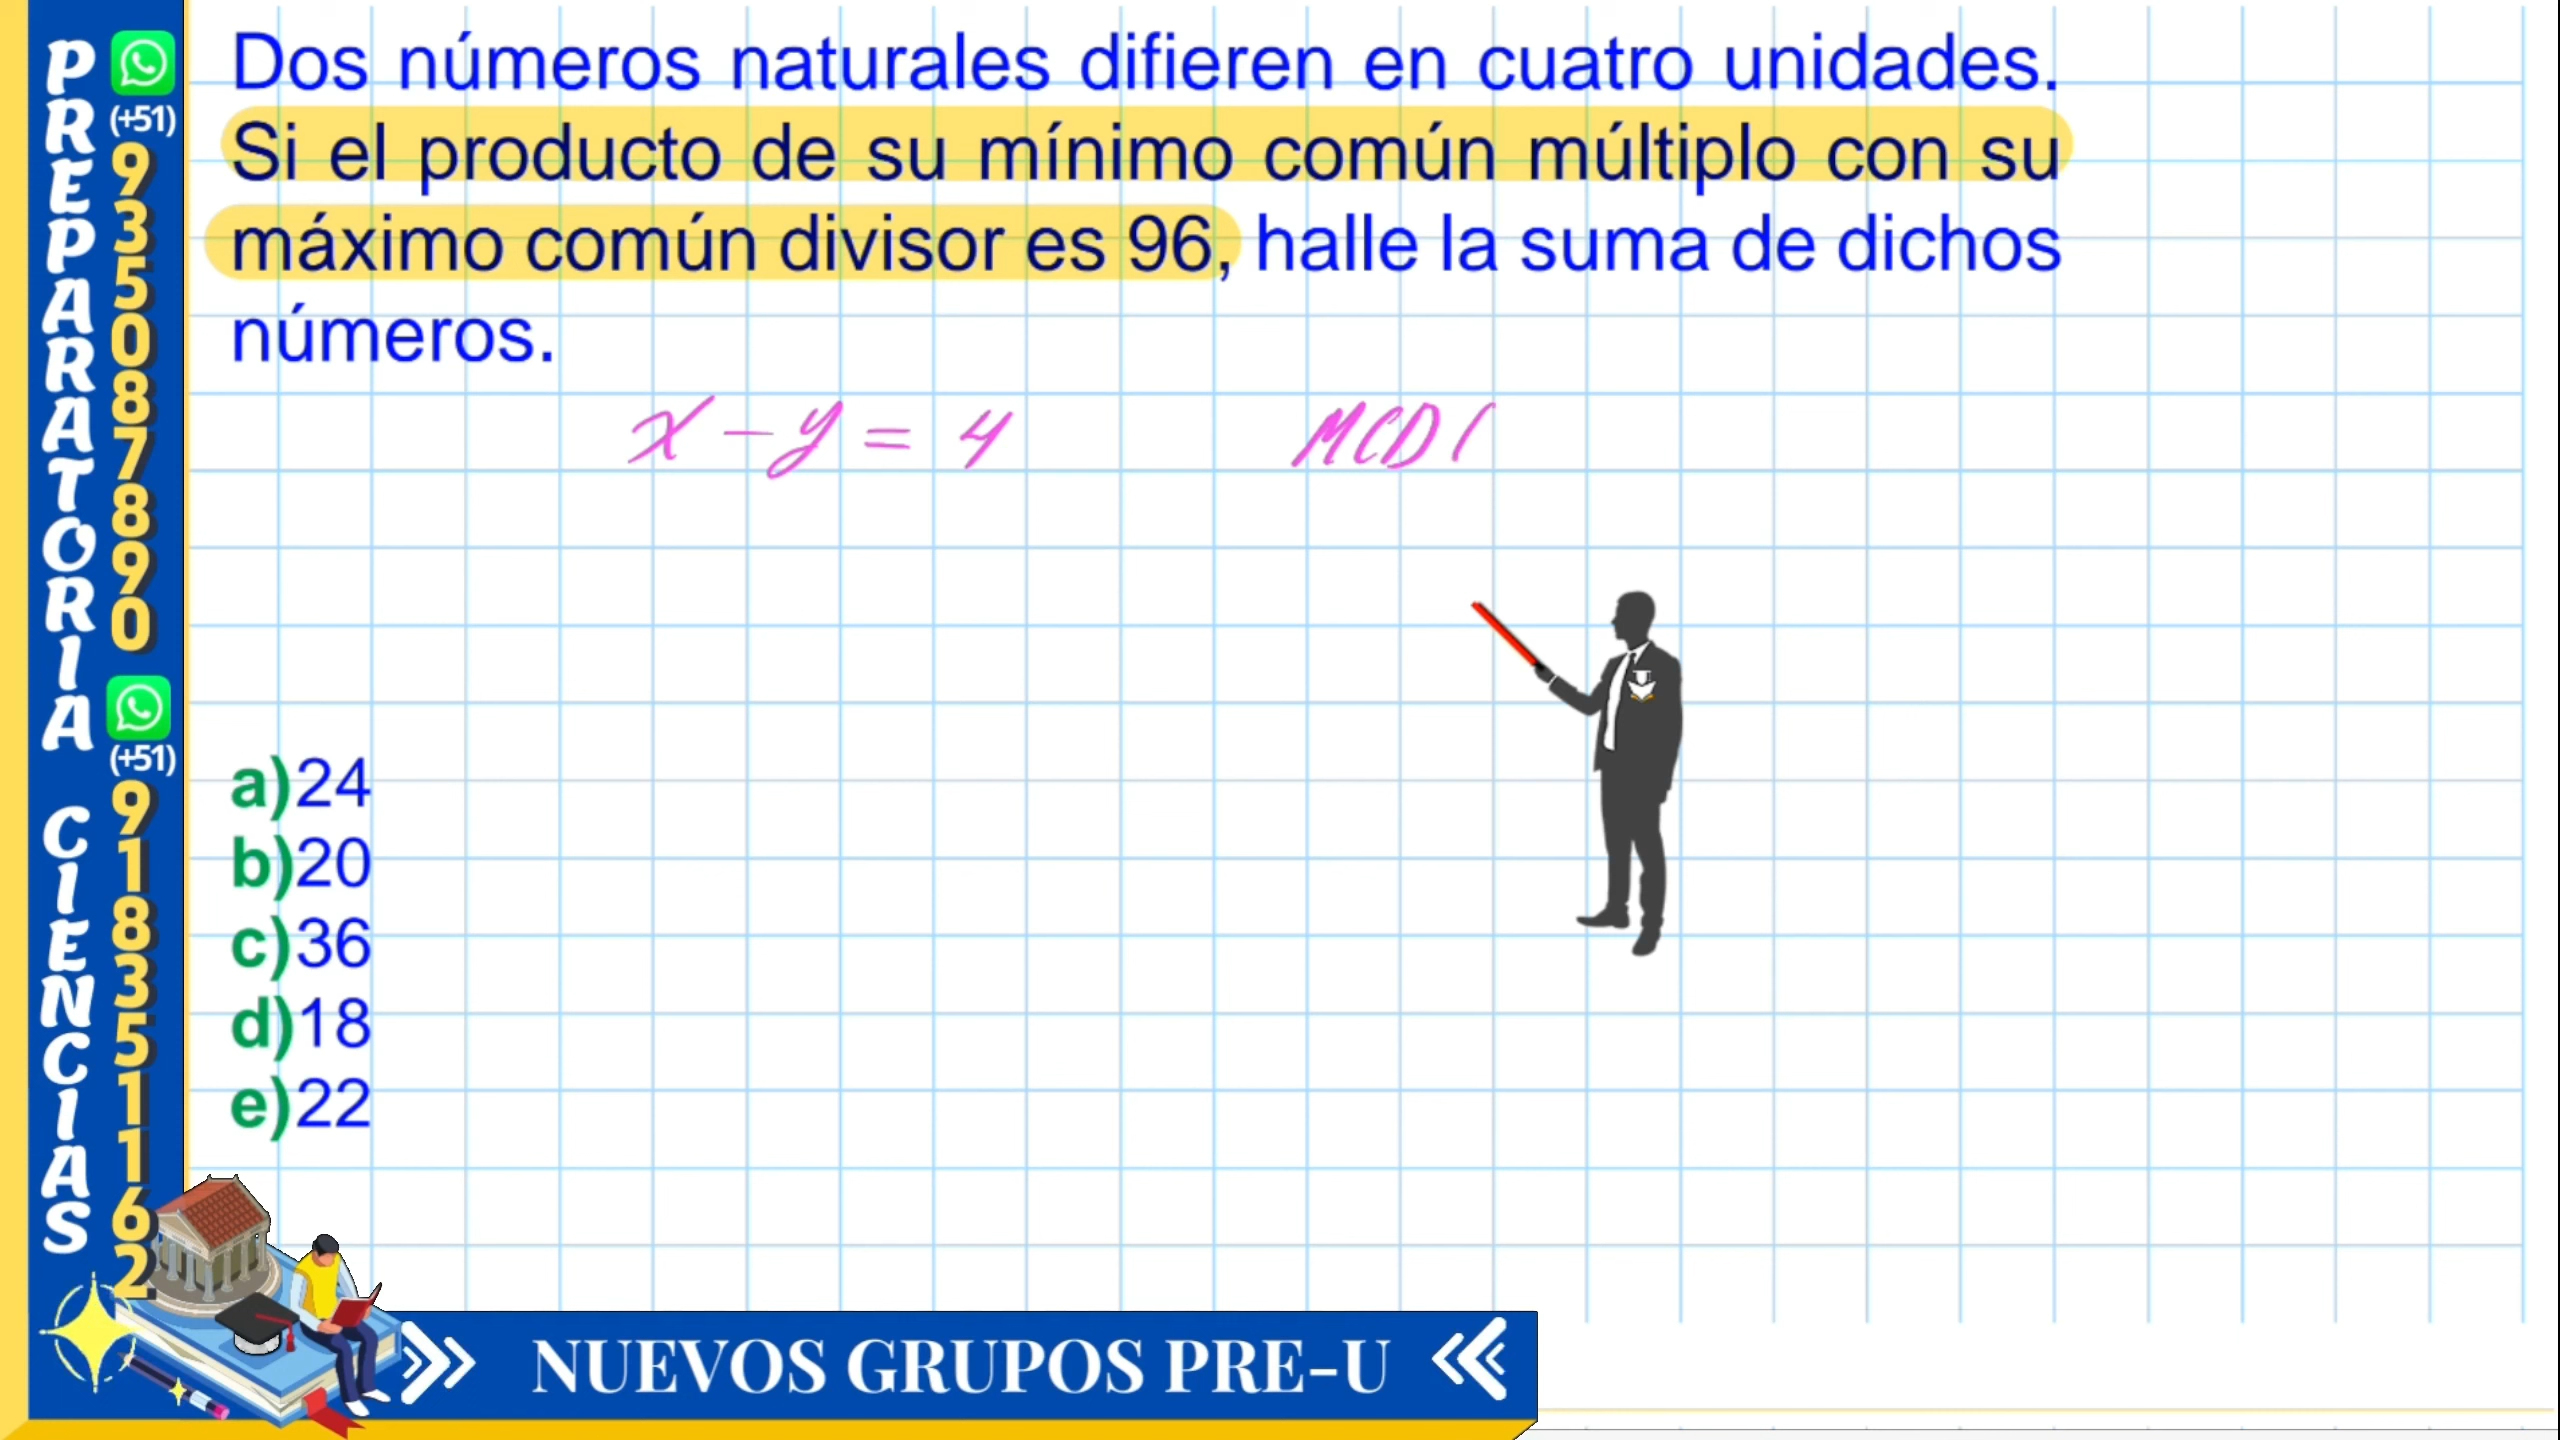 PREPARATORIA CIENCIAS
(+51)
935087890
(+51)
918351162
Dos números naturales difieren en cuatro unidades.
Si el producto de su mínimo común múltiplo con su
máximo común divisor es 96, halle la suma de dichos
números.
x - y = 4
MCD(
a)24
b)20
c)36
d)18
e)22
NUEVOS GRUPOS PRE-U